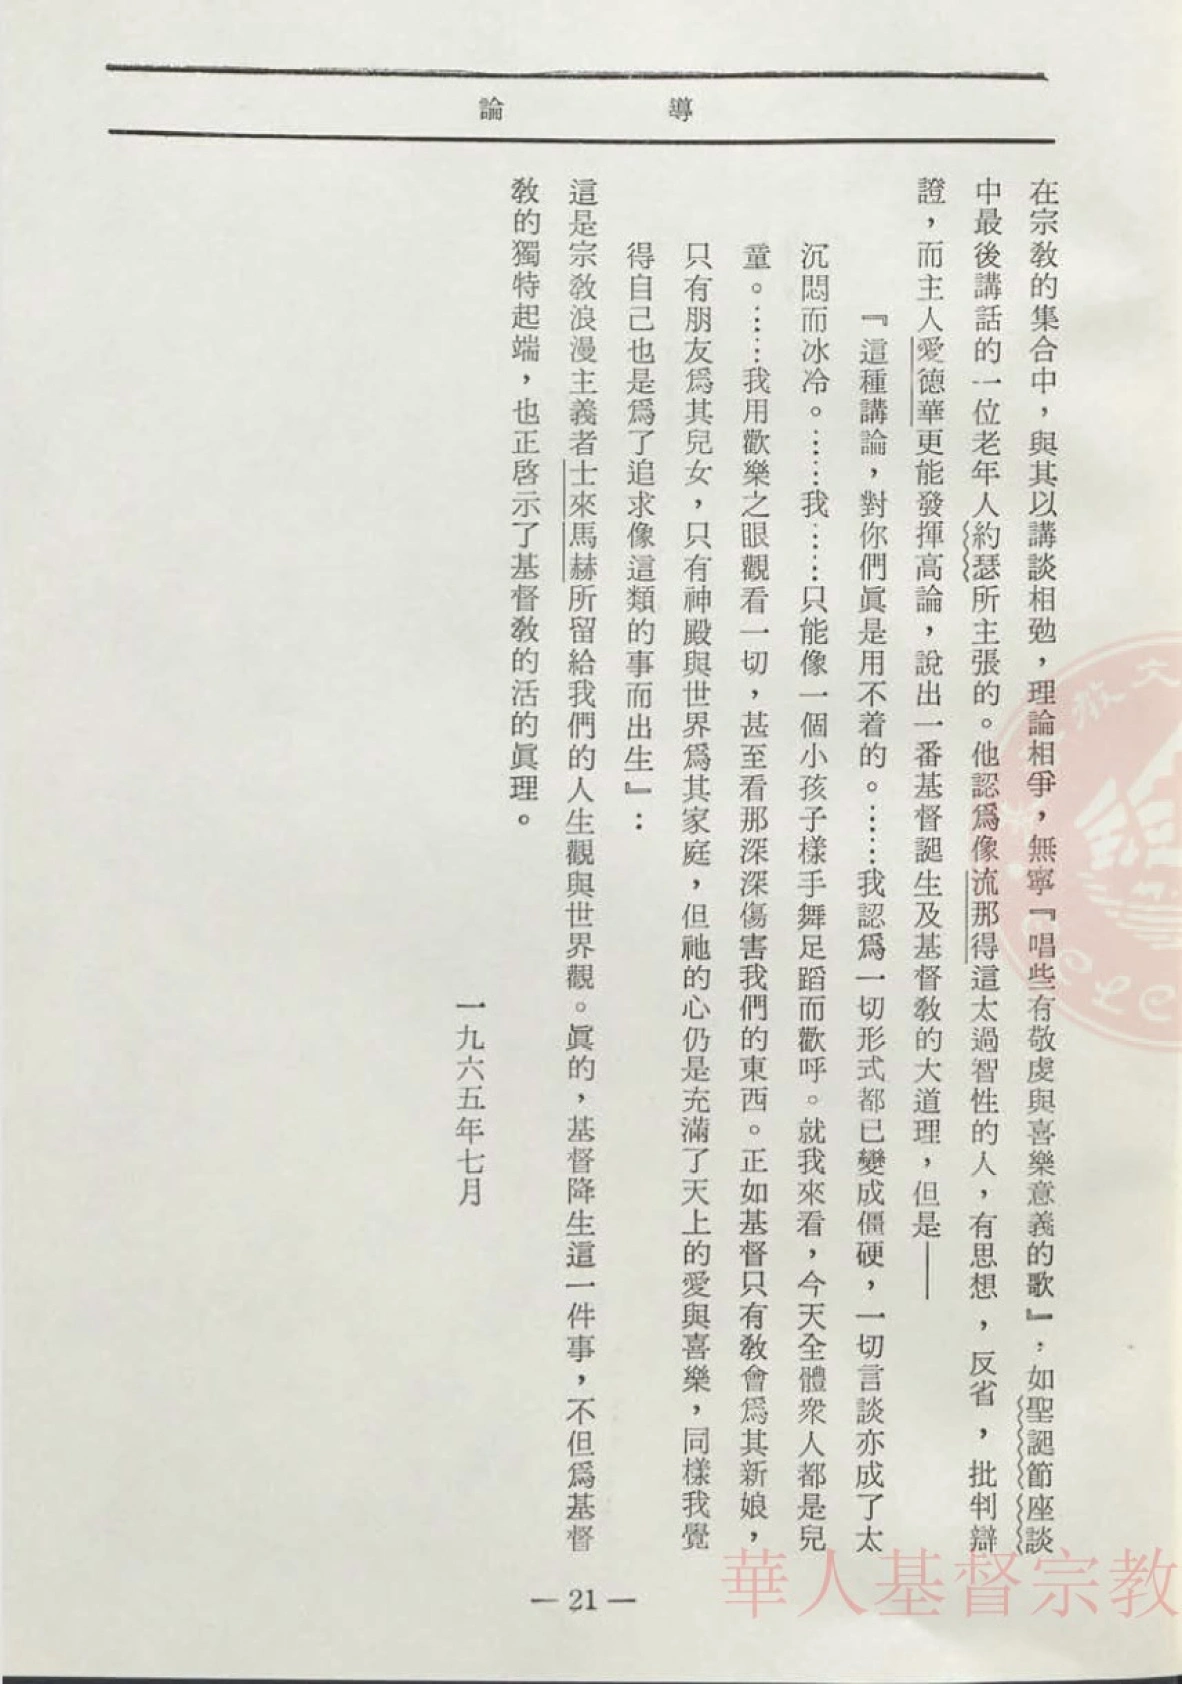 導論
在宗教的集合中，與其以講談相勉，理論相爭，無寧『唱些有敬虔與喜樂意義的歌』，如聖誕節座談
中最後講話的一位老年人約瑟所主張的。他認爲像流那得這太過智性的人，有思想，反省，批判辯
證，而主人愛德華更能發揮高論，說出一番基督誕生及基督教的大道理，但是——
『這種講論，對你們眞是用不着的。……我認爲一切形式都已變成僵硬，一切言談亦成了太
沉悶而冰冷。……我……只能像一個小孩子樣手舞足蹈而歡呼。就我來看，今天全體衆人都是兒
童。……我用歡樂之眼觀看一切，甚至看那深深傷害我們的東西。正如基督只有教會爲其新娘，
只有朋友爲其兒女，只有神殿與世界爲其家庭，但祂的心仍是充滿了天上的愛與喜樂，同樣我覺
得自己也是爲了追求像這類的事而出生』：
這是宗教浪漫主義者士來馬赫所留給我們的人生觀與世界觀。眞的，基督降生這一件事，不但爲基督
教的獨特起端，也正啓示了基督教的活的眞理。
一九六五年七月
— 21 —
華人基督宗教